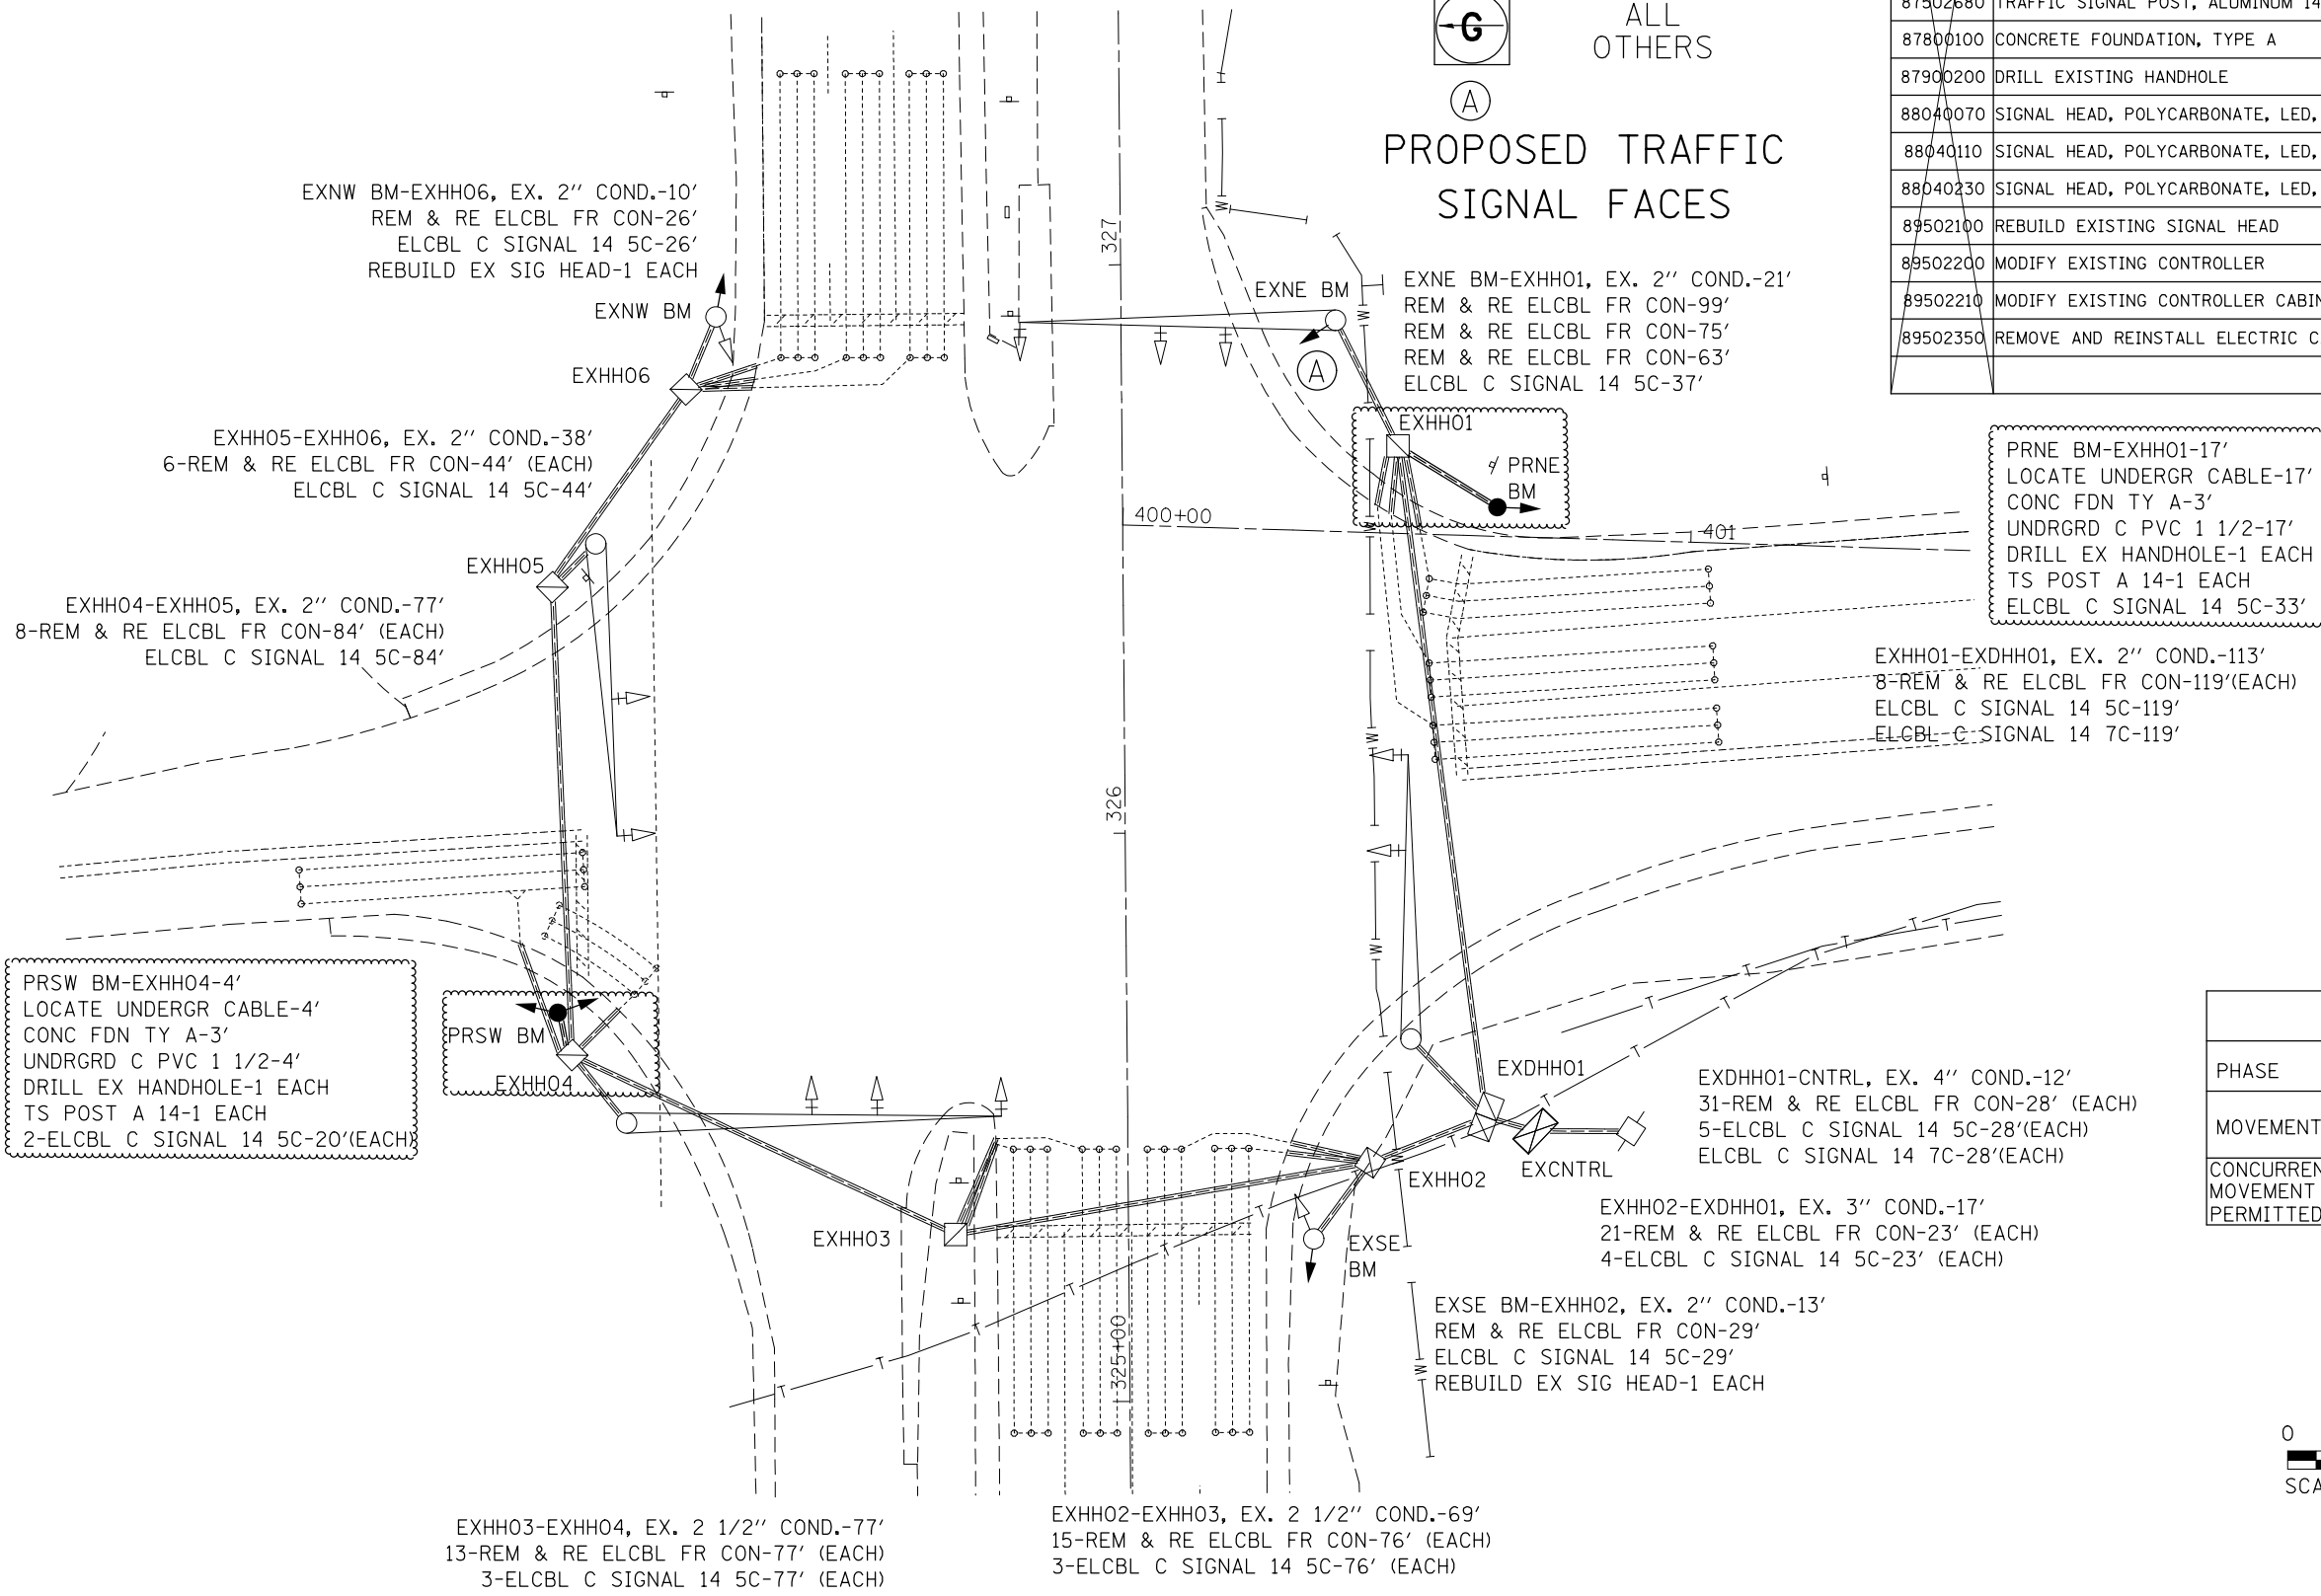 G
ALL
OTHERS
A
PROPOSED TRAFFIC
SIGNAL FACES
87502680 TRAFFIC SIGNAL POST, ALUMINUM 14
87800100 CONCRETE FOUNDATION, TYPE A
87900200 DRILL EXISTING HANDHOLE
88040070 SIGNAL HEAD, POLYCARBONATE, LED,
88040110 SIGNAL HEAD, POLYCARBONATE, LED,
88040230 SIGNAL HEAD, POLYCARBONATE, LED,
89502100 REBUILD EXISTING SIGNAL HEAD
89502200 MODIFY EXISTING CONTROLLER
89502210 MODIFY EXISTING CONTROLLER CABIN
89502350 REMOVE AND REINSTALL ELECTRIC C
EXNW BM-EXHH06, EX. 2'' COND.-10'
REM & RE ELCBL FR CON-26'
ELCBL C SIGNAL 14 5C-26'
REBUILD EX SIG HEAD-1 EACH
EXNW BM
EXHH06
327
EXNE BM
A
EXNE BM-EXHH01, EX. 2'' COND.-21'
REM & RE ELCBL FR CON-99'
REM & RE ELCBL FR CON-75'
REM & RE ELCBL FR CON-63'
ELCBL C SIGNAL 14 5C-37'
EXHH05-EXHH06, EX. 2'' COND.-38'
6-REM & RE ELCBL FR CON-44' (EACH)
ELCBL C SIGNAL 14 5C-44'
EXHH01
PRNE
BM
PRNE BM-EXHH01-17'
LOCATE UNDERGR CABLE-17'
CONC FDN TY A-3'
UNDRGRD C PVC 1 1/2-17'
DRILL EX HANDHOLE-1 EACH
TS POST A 14-1 EACH
ELCBL C SIGNAL 14 5C-33'
400+00
401
EXHH05
EXHH04-EXHH05, EX. 2'' COND.-77'
8-REM & RE ELCBL FR CON-84' (EACH)
ELCBL C SIGNAL 14 5C-84'
EXHH01-EXDHH01, EX. 2'' COND.-113'
8-REM & RE ELCBL FR CON-119'(EACH)
ELCBL C SIGNAL 14 5C-119'
ELCBL C SIGNAL 14 7C-119'
W
W
W
W
W
W
W
326
PRSW BM-EXHH04-4'
LOCATE UNDERGR CABLE-4'
CONC FDN TY A-3'
UNDRGRD C PVC 1 1/2-4'
DRILL EX HANDHOLE-1 EACH
TS POST A 14-1 EACH
2-ELCBL C SIGNAL 14 5C-20'(EACH)
PRSW BM
EXHH04
EXDHH01
EXDHH01-CNTRL, EX. 4'' COND.-12'
31-REM & RE ELCBL FR CON-28' (EACH)
5-ELCBL C SIGNAL 14 5C-28'(EACH)
ELCBL C SIGNAL 14 7C-28'(EACH)
EXCNTRL
EXHH02
PHASE
MOVEMENT
CONCURREN
MOVEMENT
PERMITTED
EXHH03
EXSE
BM
EXHH02-EXDHH01, EX. 3'' COND.-17'
21-REM & RE ELCBL FR CON-23' (EACH)
4-ELCBL C SIGNAL 14 5C-23' (EACH)
EXSE BM-EXHH02, EX. 2'' COND.-13'
REM & RE ELCBL FR CON-29'
ELCBL C SIGNAL 14 5C-29'
REBUILD EX SIG HEAD-1 EACH
325+00
0
SCA
EXHH03-EXHH04, EX. 2 1/2'' COND.-77'
13-REM & RE ELCBL FR CON-77' (EACH)
3-ELCBL C SIGNAL 14 5C-77' (EACH)
EXHH02-EXHH03, EX. 2 1/2'' COND.-69'
15-REM & RE ELCBL FR CON-76' (EACH)
3-ELCBL C SIGNAL 14 5C-76' (EACH)